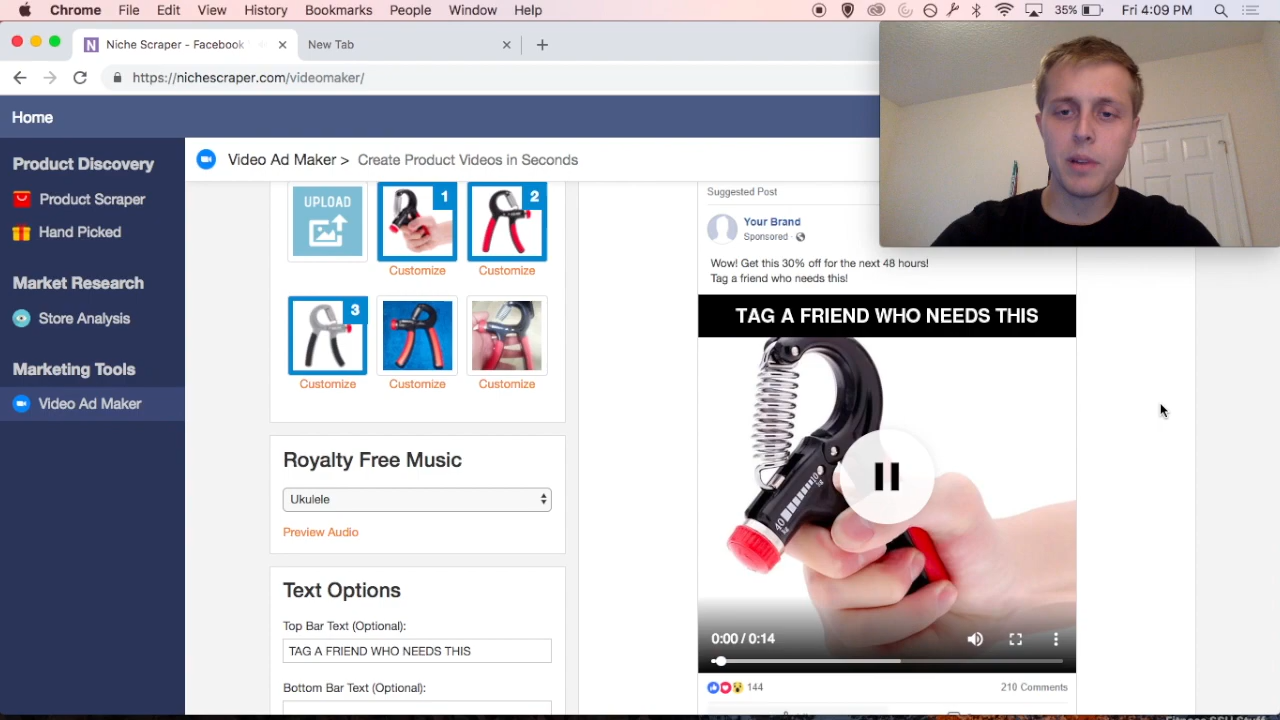 Chrome File Edit View History Bookmarks People Window Help 35% Fri 4:09 PM
N Niche Scraper - Facebook New Tab
https://nichescraper.com/videomaker/
Home
Product Discovery
Product Scraper
Hand Picked
Market Research
Store Analysis
Marketing Tools
Video Ad Maker
Video Ad Maker > Create Product Videos in Seconds
UPLOAD 1 2
Customize Customize
3
Customize Customize Customize
Royalty Free Music
Ukulele
Preview Audio
Text Options
Top Bar Text (Optional):
TAG A FRIEND WHO NEEDS THIS
Bottom Bar Text (Optional):
Suggested Post
Your Brand
Sponsored ·
Wow! Get this 30% off for the next 48 hours!
Tag a friend who needs this!
TAG A FRIEND WHO NEEDS THIS
10
40
0:00 / 0:14
144 210 Comments